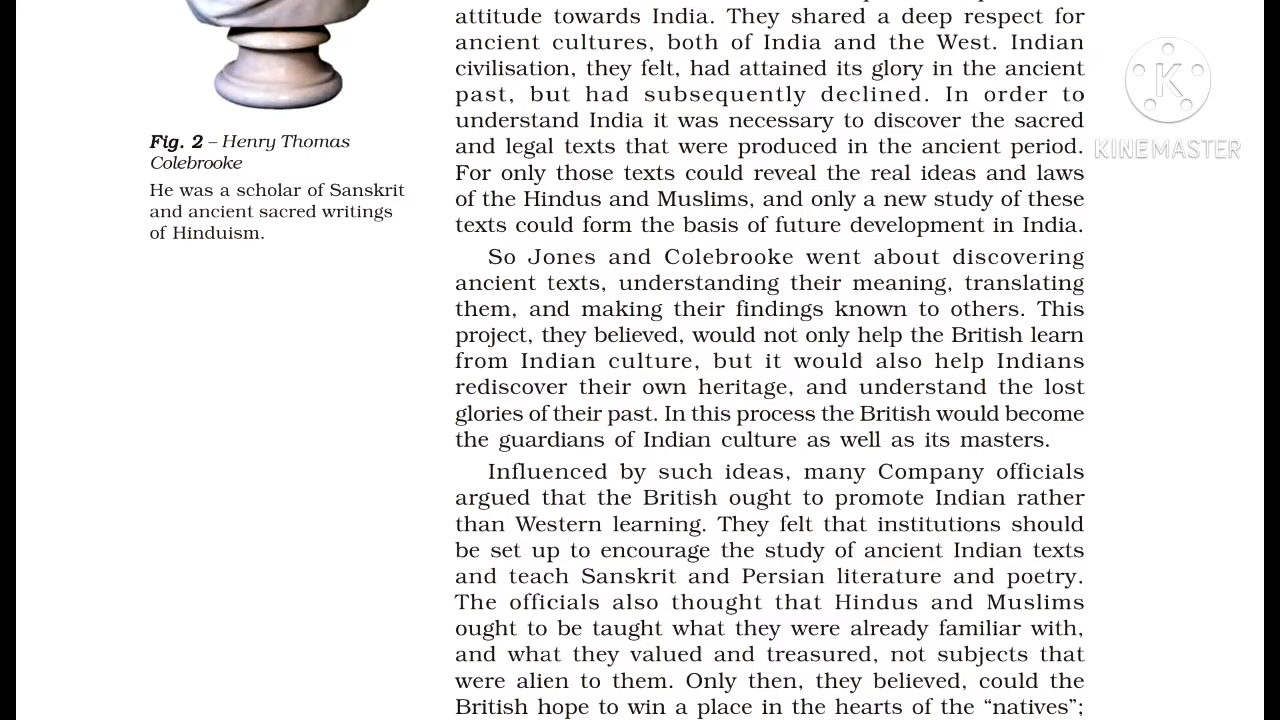 attitude towards India. They shared a deep respect for
ancient cultures, both of India and the West. Indian
civilisation, they felt, had attained its glory in the ancient
past, but had subsequently declined. In order to
understand India it was necessary to discover the sacred
and legal texts that were produced in the ancient period.
For only those texts could reveal the real ideas and laws
of the Hindus and Muslims, and only a new study of these
texts could form the basis of future development in India.
So Jones and Colebrooke went about discovering
ancient texts, understanding their meaning, translating
them, and making their findings known to others. This
project, they believed, would not only help the British learn
from Indian culture, but it would also help Indians
rediscover their own heritage, and understand the lost
glories of their past. In this process the British would become
the guardians of Indian culture as well as its masters.
Influenced by such ideas, many Company officials
argued that the British ought to promote Indian rather
than Western learning. They felt that institutions should
be set up to encourage the study of ancient Indian texts
and teach Sanskrit and Persian literature and poetry.
The officials also thought that Hindus and Muslims
ought to be taught what they were already familiar with,
and what they valued and treasured, not subjects that
were alien to them. Only then, they believed, could the
British hope to win a place in the hearts of the “natives”;
Fig. 2 – Henry Thomas
Colebrooke
He was a scholar of Sanskrit
and ancient sacred writings
of Hinduism.
K
KINEMASTER